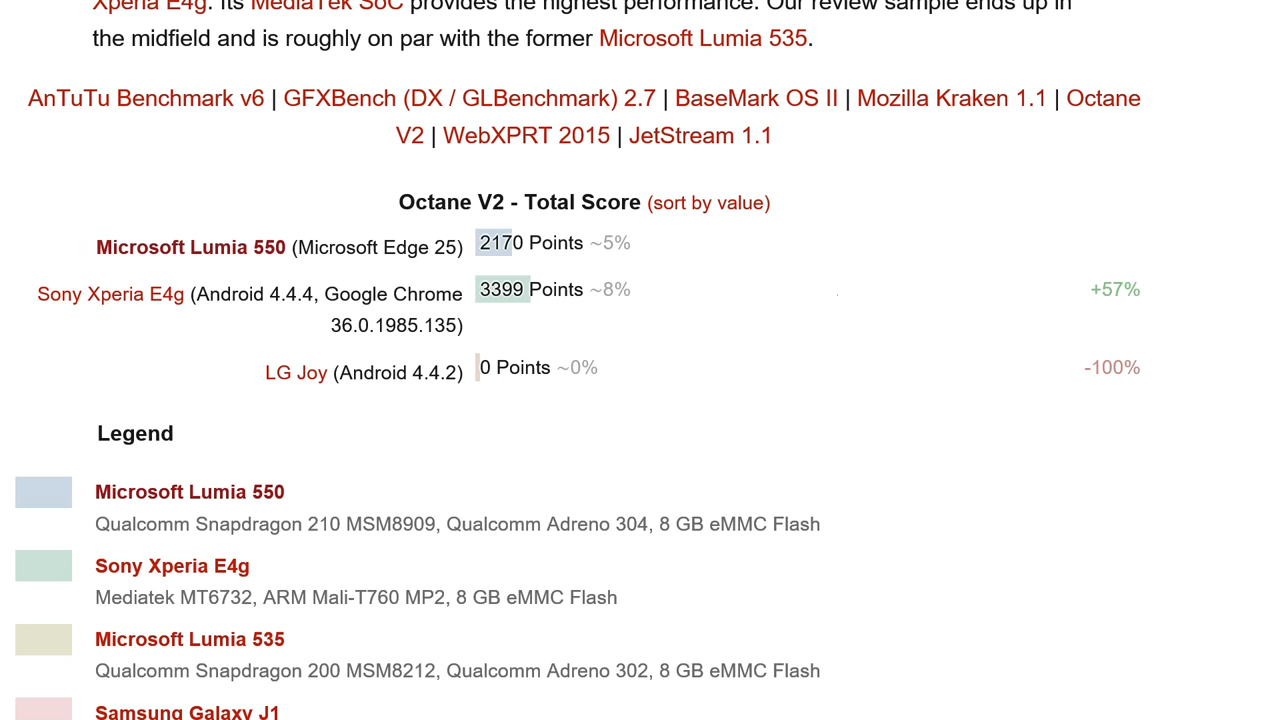 Xperia E4g. Its MediaTek SoC provides the highest performance. Our review sample ends up in
the midfield and is roughly on par with the former Microsoft Lumia 535.
AnTuTu Benchmark v6 | GFXBench (DX / GLBenchmark) 2.7 | BaseMark OS II | Mozilla Kraken 1.1 | Octane
V2 | WebXPRT 2015 | JetStream 1.1
Octane V2 - Total Score (sort by value)
Microsoft Lumia 550 (Microsoft Edge 25) 2170 Points ~5%
Sony Xperia E4g (Android 4.4.4, Google Chrome 3399 Points ~8% +57%
36.0.1985.135)
LG Joy (Android 4.4.2) 0 Points ~0% -100%
Legend
Microsoft Lumia 550
Qualcomm Snapdragon 210 MSM8909, Qualcomm Adreno 304, 8 GB eMMC Flash
Sony Xperia E4g
Mediatek MT6732, ARM Mali-T760 MP2, 8 GB eMMC Flash
Microsoft Lumia 535
Qualcomm Snapdragon 200 MSM8212, Qualcomm Adreno 302, 8 GB eMMC Flash
Samsung Galaxy J1